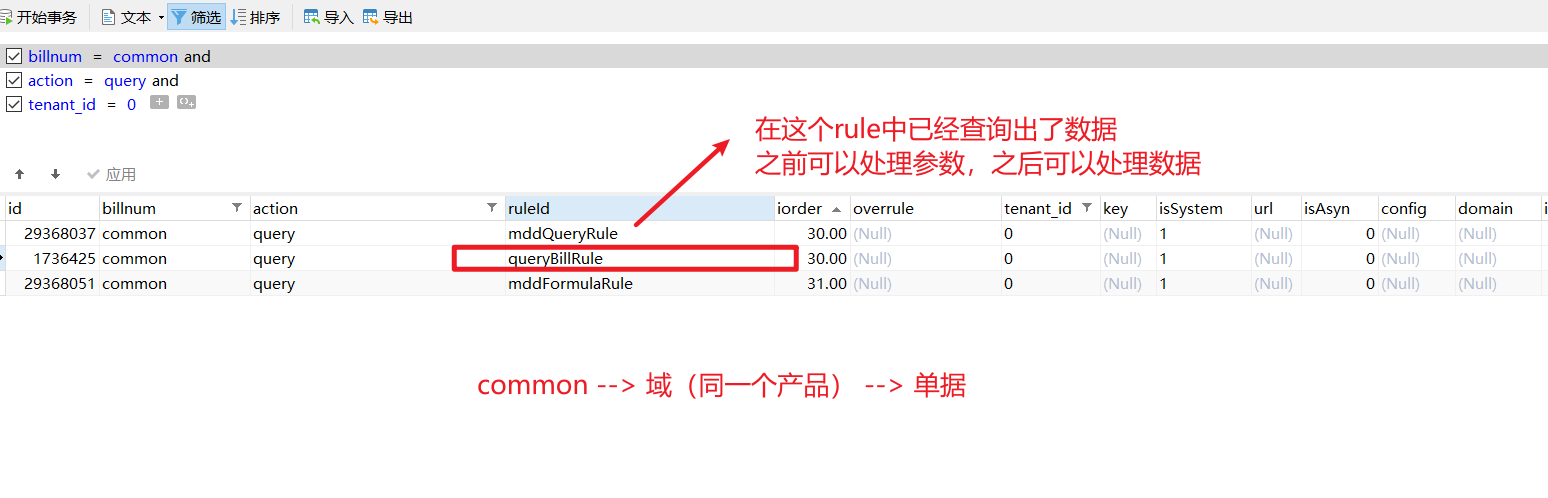 开始事务 文本 筛选 排序 导入 导出
billnum = common and
action = query and
tenant_id = 0
在这个rule中已经查询出了数据
之前可以处理参数，之后可以处理数据
应用
id billnum action ruleId iorder overrule tenant_id key isSystem url isAsyn config domain i
29368037 common query mddQueryRule 30.00 (Null) 0 (Null) 1 (Null) 0 (Null) (Null)
1736425 common query queryBillRule 30.00 (Null) 0 (Null) 1 (Null) 0 (Null) (Null)
29368051 common query mddFormulaRule 31.00 (Null) 0 (Null) 1 (Null) 0 (Null) (Null)
common --> 域（同一个产品） --> 单据